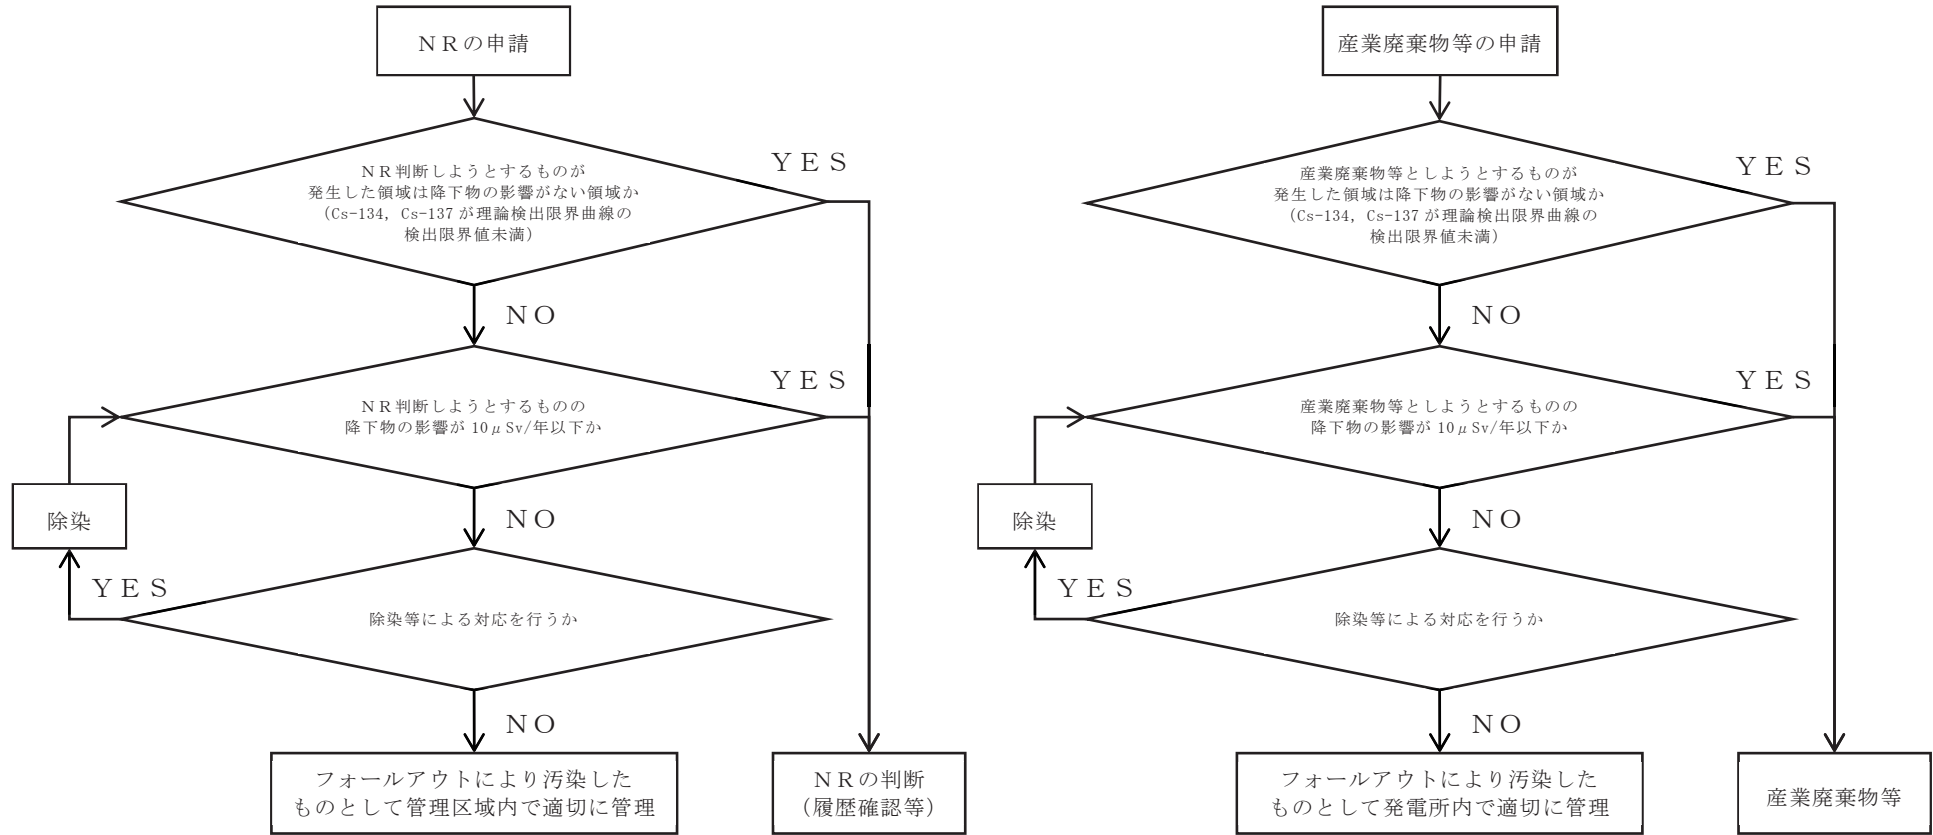 ＮＲの申請
ＮＲ判断しようとするものが
発生した領域は降下物の影響がない領域か
（Cs-134，Cs-137 が理論検出限界曲線の
検出限界値未満）
ＹＥＳ
ＮＯ
ＮＲ判断しようとするものの
降下物の影響が 10μSv/年以下か
ＹＥＳ
除染
ＮＯ
ＹＥＳ
除染等による対応を行うか
ＮＯ
フォールアウトにより汚染した
ものとして管理区域内で適切に管理
ＮＲの判断
（履歴確認等）
産業廃棄物等の申請
産業廃棄物等としようとするものが
発生した領域は降下物の影響がない領域か
（Cs-134，Cs-137 が理論検出限界曲線の
検出限界値未満）
ＹＥＳ
ＮＯ
産業廃棄物等としようとするものの
降下物の影響が 10μSv/年以下か
ＹＥＳ
除染
ＮＯ
ＹＥＳ
除染等による対応を行うか
ＮＯ
フォールアウトにより汚染した
ものとして発電所内で適切に管理
産業廃棄物等